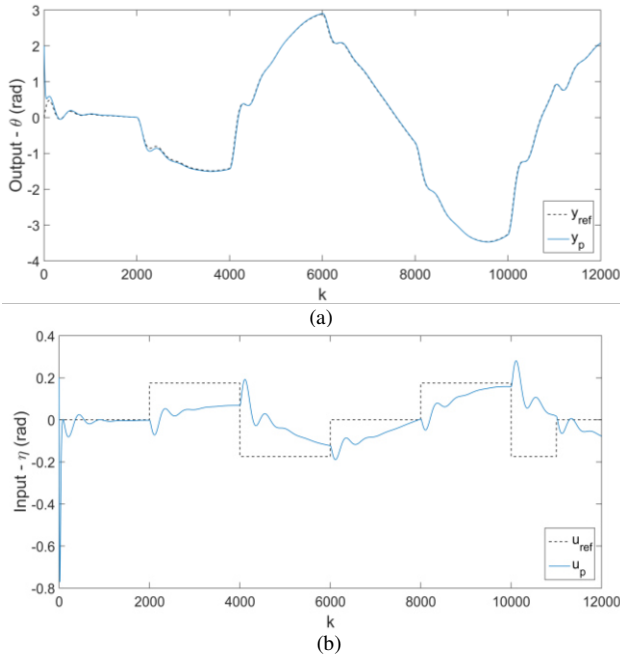 3
2
1
0
-1
-2
-3
-4
Output - θ (rad)
y_ref
y_p
0 2000 4000 6000 8000 10000 12000
k
(a)
0.4
0.2
0
-0.2
-0.4
-0.6
-0.8
Input - η (rad)
u_ref
u_p
0 2000 4000 6000 8000 10000 12000
k
(b)